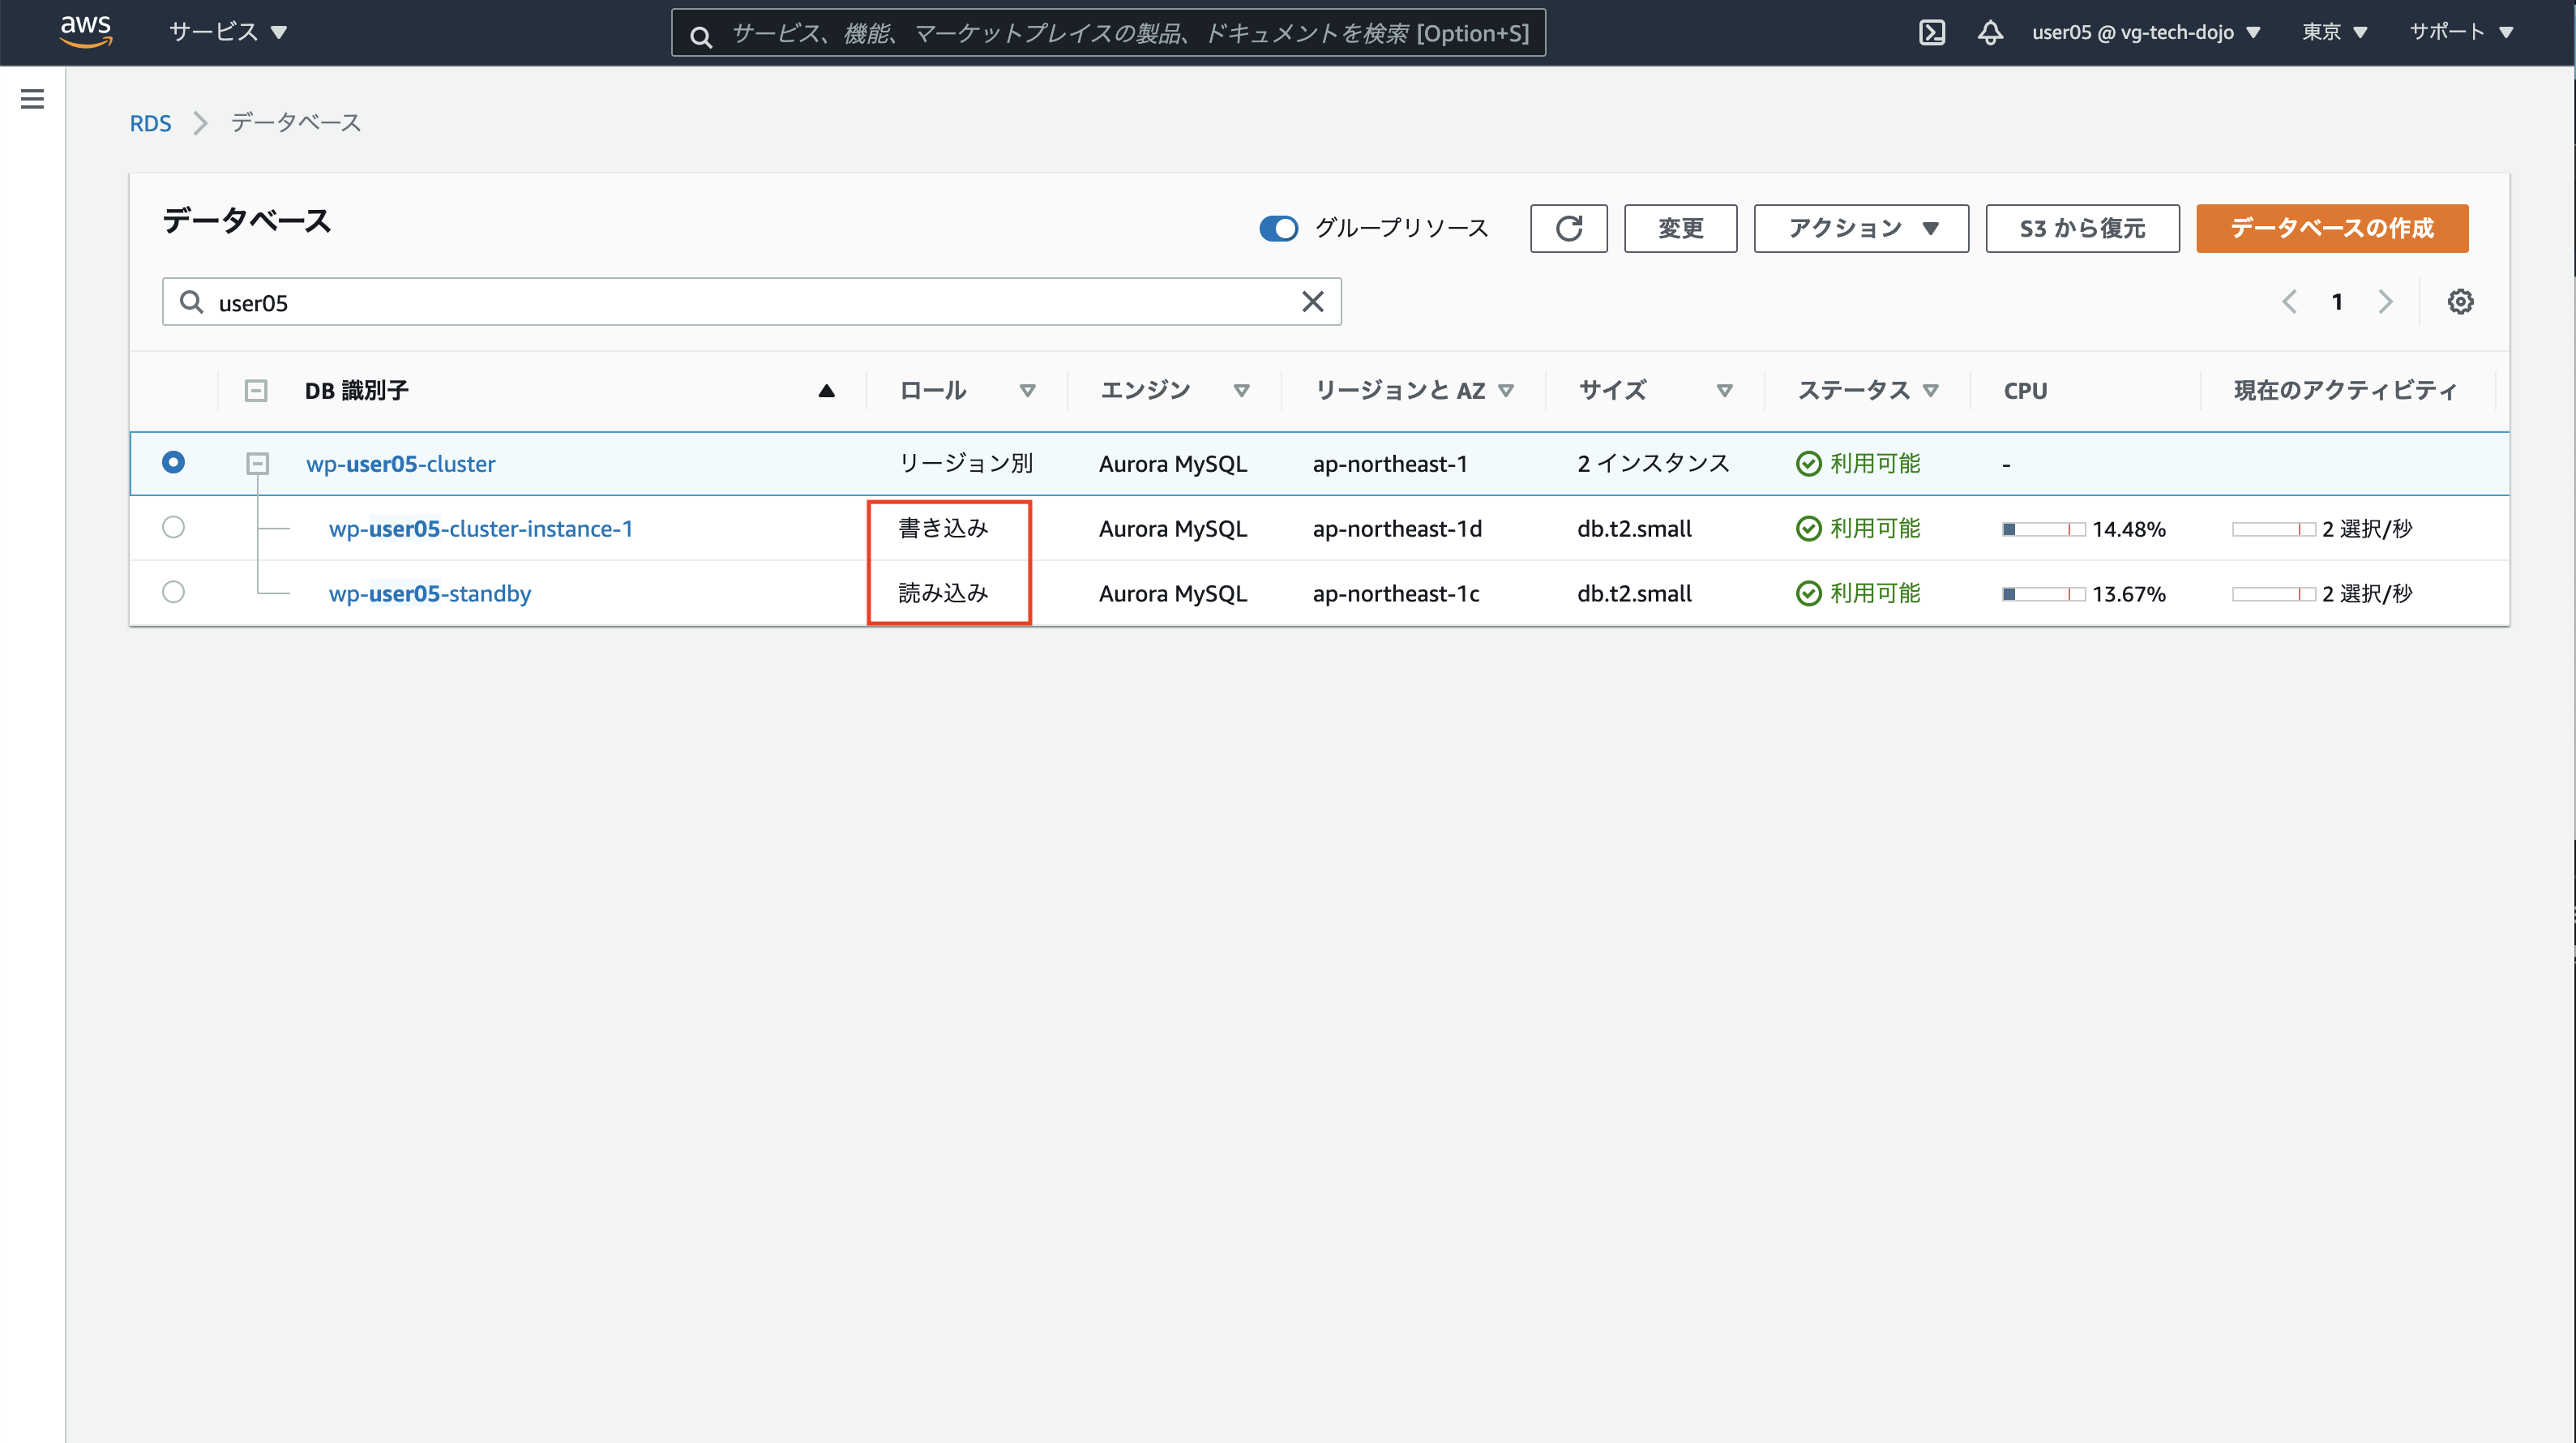 aws サービス サービス、機能、マーケットプレイスの製品、ドキュメントを検索 [Option+S] user05 @ vg-tech-dojo 東京 サポート
RDS データベース
データベース グループリソース 変更 アクション S3 から復元 データベースの作成
user05 1
DB 識別子 ロール エンジン リージョンと AZ サイズ ステータス CPU 現在のアクティビティ
wp-user05-cluster リージョン別 Aurora MySQL ap-northeast-1 2 インスタンス 利用可能 -
wp-user05-cluster-instance-1 書き込み Aurora MySQL ap-northeast-1d db.t2.small 利用可能 14.48% 2 選択/秒
wp-user05-standby 読み込み Aurora MySQL ap-northeast-1c db.t2.small 利用可能 13.67% 2 選択/秒